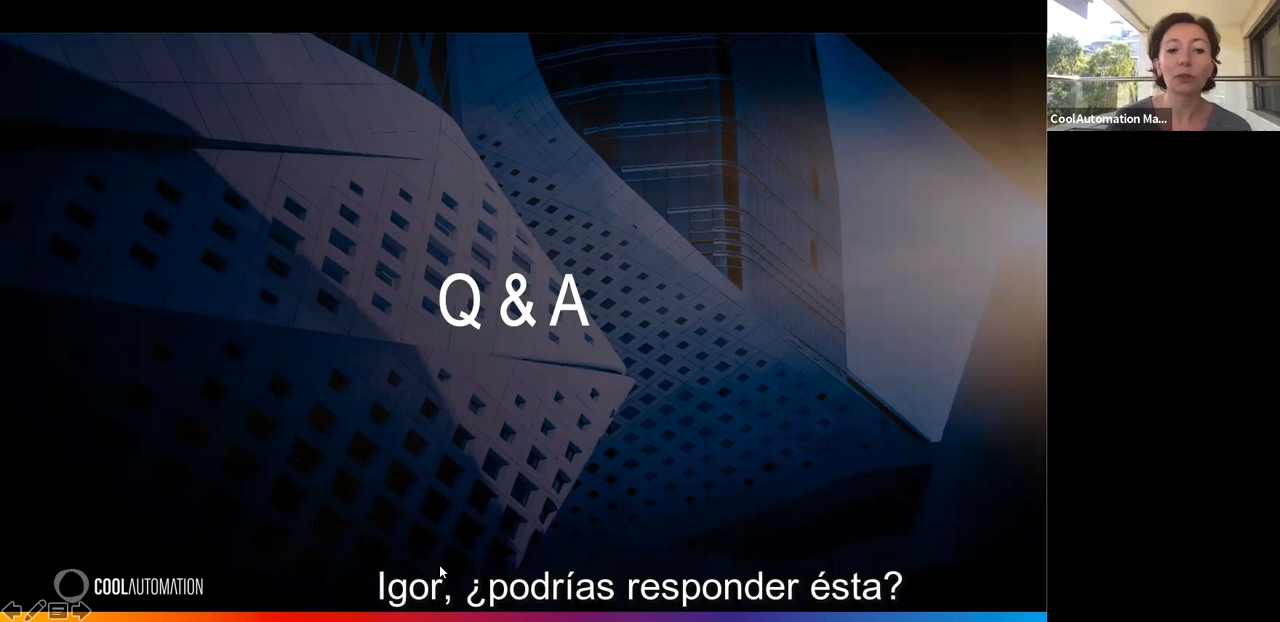 CoolAutomation Ma...
Q & A
COOLAUTOMATION
Igor, ¿podrías responder ésta?